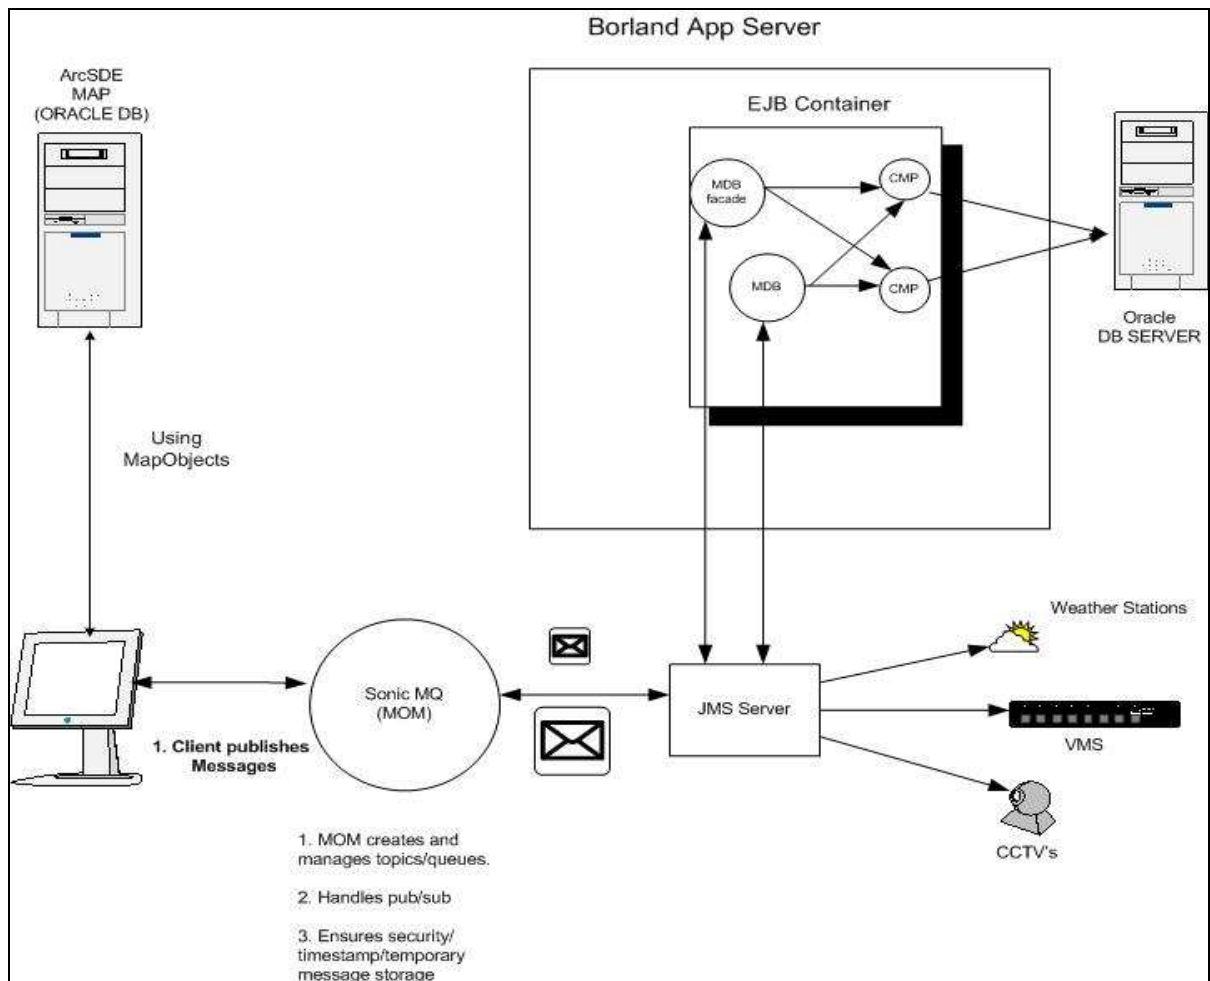 Borland App Server
ArcSDE
MAP
(ORACLE DB)
EJB Container
MDB
facade
CMP
MDB
CMP
Oracle
DB SERVER
Using
MapObjects
Weather Stations
Sonic MQ
(MOM)
JMS Server
1. Client publishes
Messages
VMS
CCTV's
1. MOM creates and
manages topics/queues.
2. Handles pub/sub
3. Ensures security/
timestamp/temporary
message storage